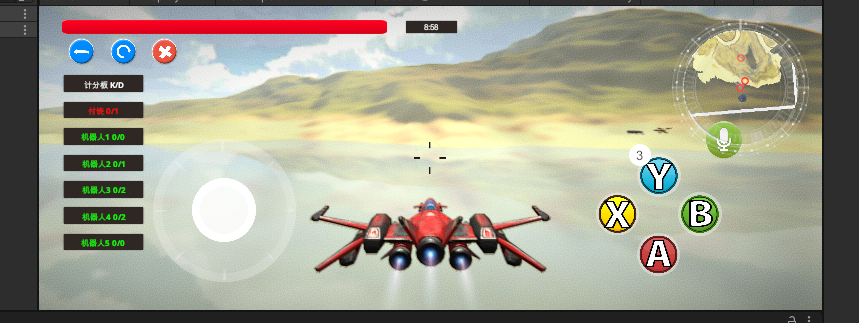 8:58
计分板 K/D
0/1
机器人1 0/0
机器人2 0/1
机器人3 0/2
机器人4 0/2
机器人5 0/0
3
Y
X
B
A